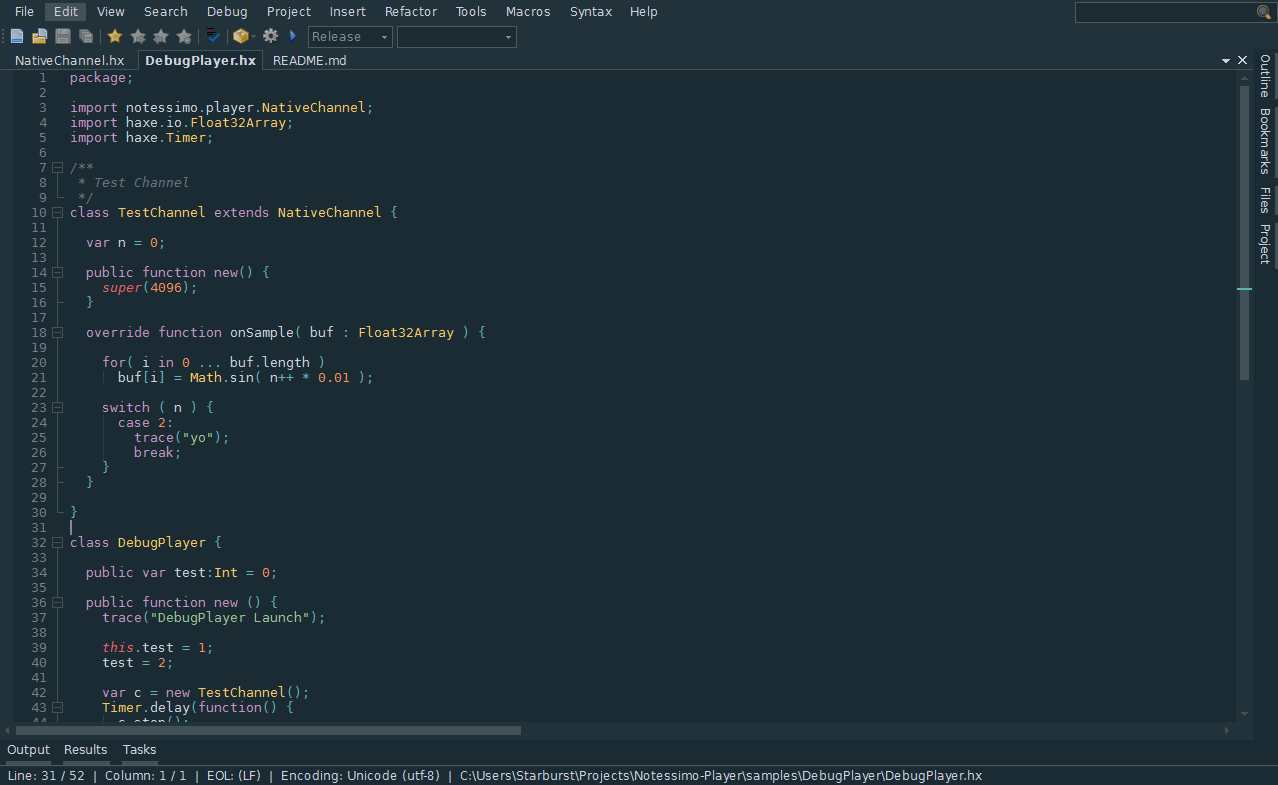 File Edit View Search Debug Project Insert Refactor Tools Macros Syntax Help
Release
NativeChannel.hx DebugPlayer.hx README.md
1 package;
2
3 import notessimo.player.NativeChannel;
4 import haxe.io.Float32Array;
5 import haxe.Timer;
6
7 /**
8 * Test Channel
9 */
10 class TestChannel extends NativeChannel {
11
12 var n = 0;
13
14 public function new() {
15 super(4096);
16 }
17
18 override function onSample( buf : Float32Array ) {
19
20 for( i in 0 ... buf.length )
21 buf[i] = Math.sin( n++ * 0.01 );
22
23 switch ( n ) {
24 case 2:
25 trace("yo");
26 break;
27 }
28 }
29
30 }
31
32 class DebugPlayer {
33
34 public var test:Int = 0;
35
36 public function new () {
37 trace("DebugPlayer Launch");
38
39 this.test = 1;
40 test = 2;
41
42 var c = new TestChannel();
43 Timer.delay(function() {
44 c.stop();
Outline
Bookmarks
Files
Project
Output Results Tasks
Line: 31 / 52 | Column: 1 / 1 | EOL: (LF) | Encoding: Unicode (utf-8) | C:\Users\Starburst\Projects\Notessimo-Player\samples\DebugPlayer\DebugPlayer.hx